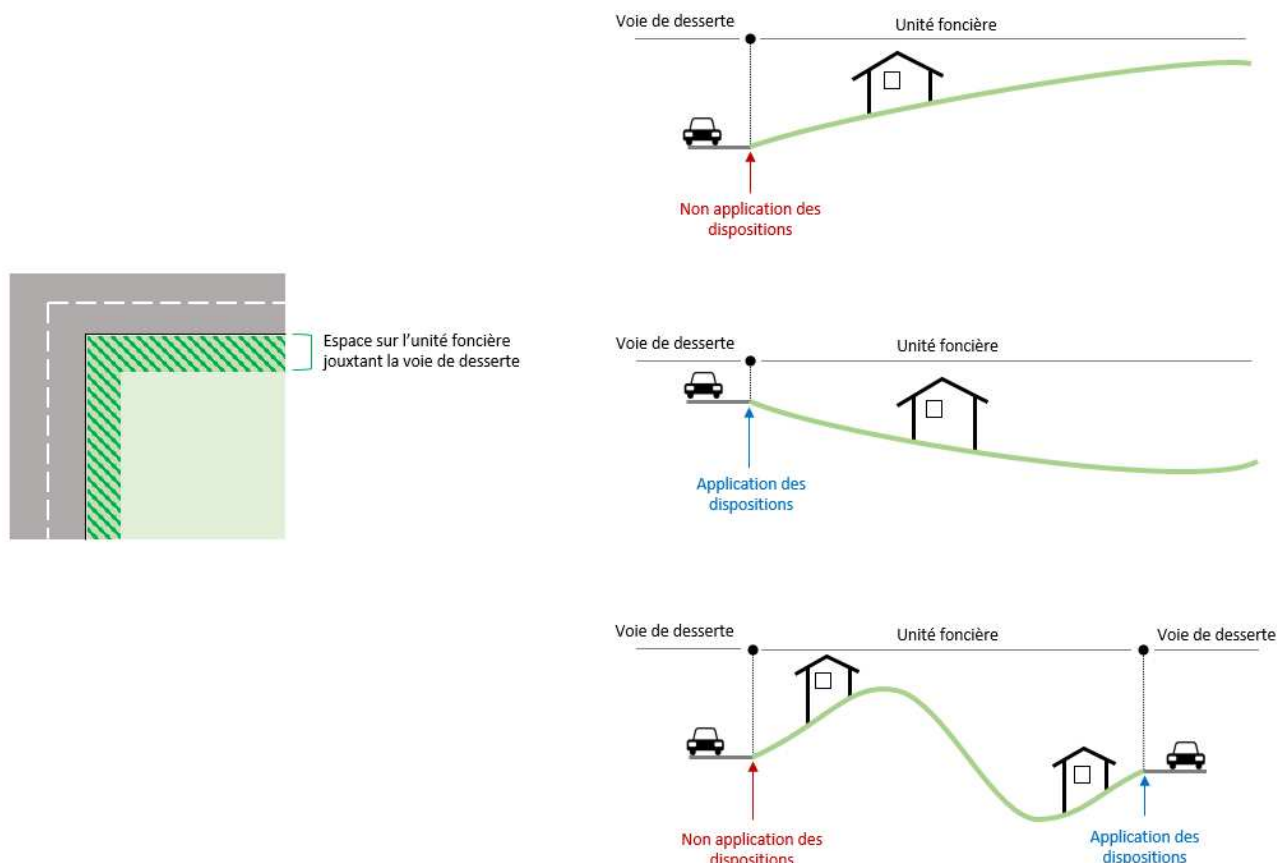 Voie de desserte
Unité foncière
Non application des
dispositions
Espace sur l'unité foncière
jouxtant la voie de desserte
Voie de desserte
Unité foncière
Application des
dispositions
Voie de desserte
Unité foncière
Voie de desserte
Non application des
dispositions
Application des
dispositions